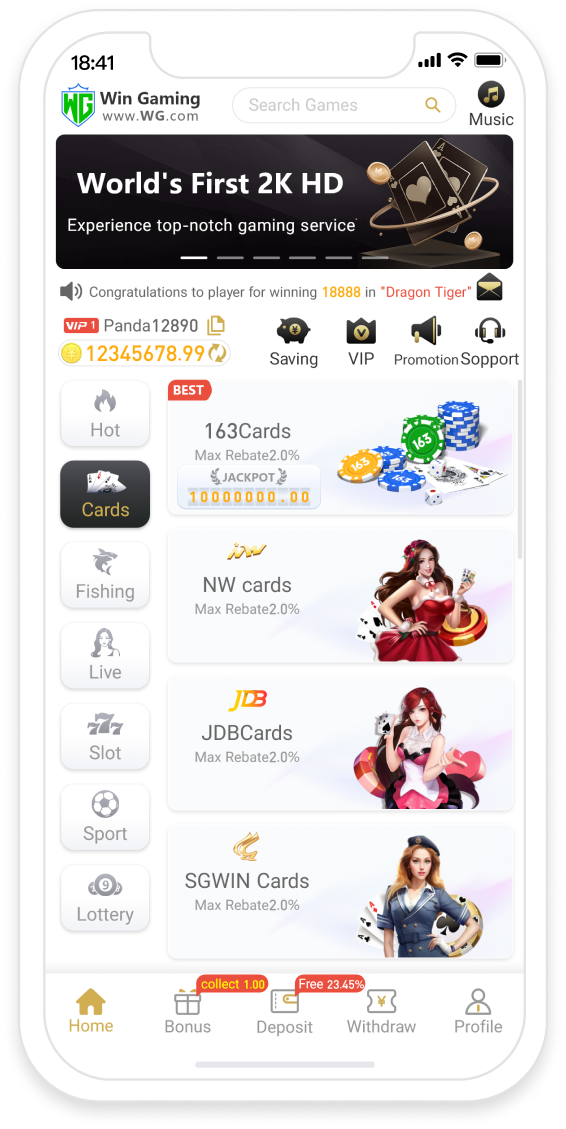 18:41
WG Win Gaming
www.WG.com
Search Games
Music
World's First 2K HD
Experience top-notch gaming service
Congratulations to player for winning 18888 in "Dragon Tiger"
VIP 1 Panda12890
12345678.99
Saving
VIP
Promotion
Sopport
Hot
Cards
Fishing
Live
777
Slot
Sport
9
Lottery
BEST
163Cards
Max Rebate2.0%
JACKPOT
10000000.00
163
163
NW
NW cards
Max Rebate2.0%
JDB
JDBCards
Max Rebate2.0%
SGWIN Cards
Max Rebate2.0%
collect 1.00
Free 23.45%
Home
Bonus
Deposit
Withdraw
Profile